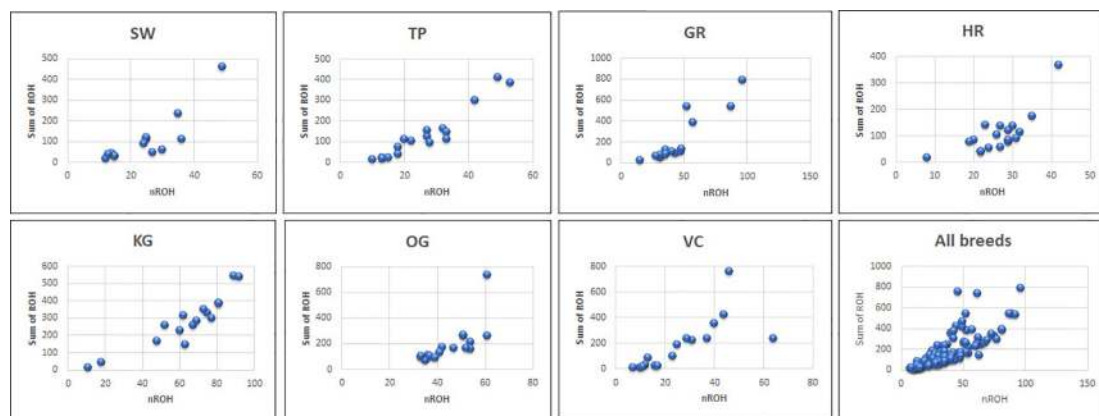 SW
500
400
300
200
100
0
Sum of ROH
0 20 40 60
nROH
TP
500
400
300
200
100
0
Sum of ROH
0 20 40 60
nROH
GR
1000
800
600
400
200
0
Sum of ROH
0 50 100 150
nROH
HR
400
300
200
100
0
Sum of ROH
0 10 20 30 40 50
nROH
KG
600
500
400
300
200
100
0
Sum of ROH
0 20 40 60 80 100
nROH
OG
800
600
400
200
0
Sum of ROH
0 20 40 60 80
nROH
VC
800
600
400
200
0
Sum of ROH
0 20 40 60 80
nROH
All breeds
1000
800
600
400
200
0
Sum of ROH
0 50 100 150
nROH